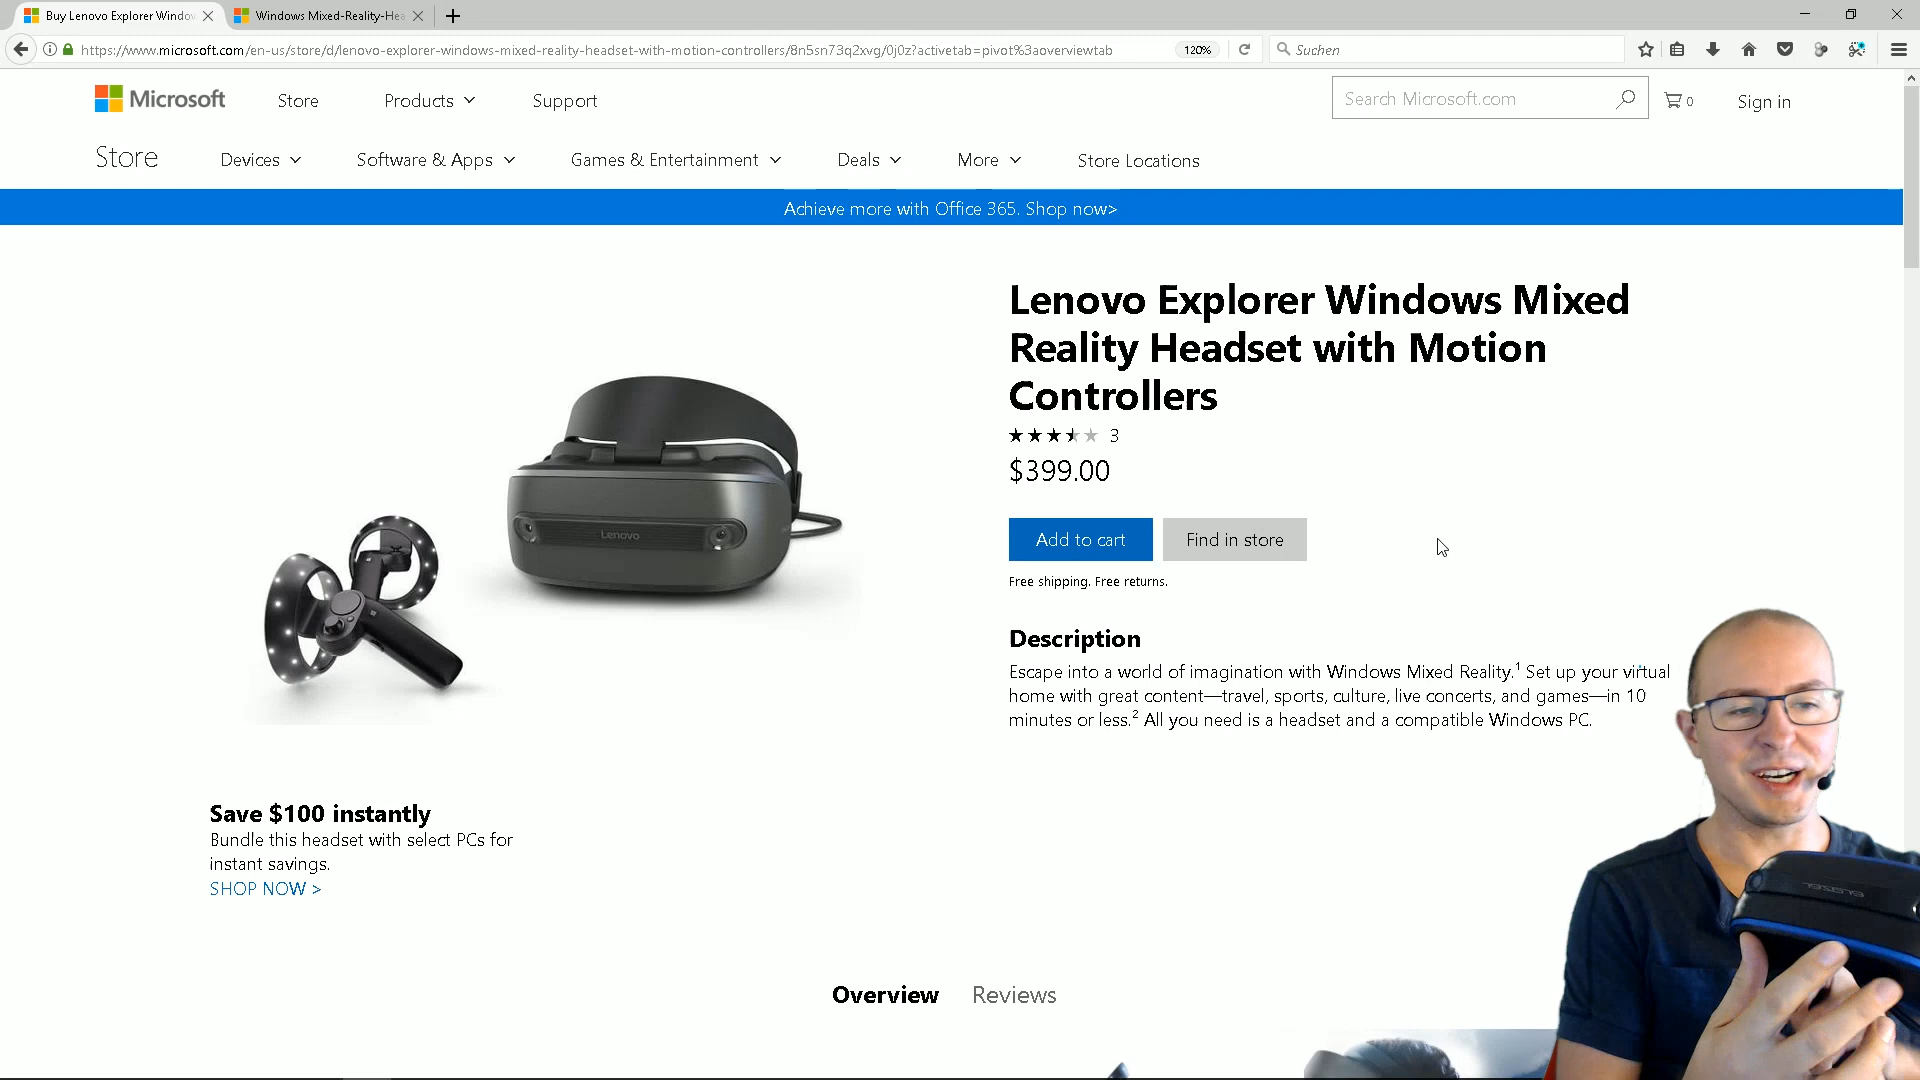 Buy Lenovo Explorer Window
Windows Mixed-Reality-Hea
https://www.microsoft.com/en-us/store/d/lenovo-explorer-windows-mixed-reality-headset-with-motion-controllers/8n5sn73q2xvg/0j0z?activetab=pivot%3aoverviewtab
120%
Suchen
Microsoft
Store
Products
Support
Search Microsoft.com
0
Sign in
Store
Devices
Software & Apps
Games & Entertainment
Deals
More
Store Locations
Achieve more with Office 365. Shop now>
Lenovo Explorer Windows Mixed
Reality Headset with Motion
Controllers
3
$399.00
Add to cart
Find in store
Free shipping. Free returns.
Lenovo
Description
Escape into a world of imagination with Windows Mixed Reality.1 Set up your virtual
home with great content—travel, sports, culture, live concerts, and games—in 10
minutes or less.2 All you need is a headset and a compatible Windows PC.
Save $100 instantly
Bundle this headset with select PCs for
instant savings.
SHOP NOW >
Overview
Reviews